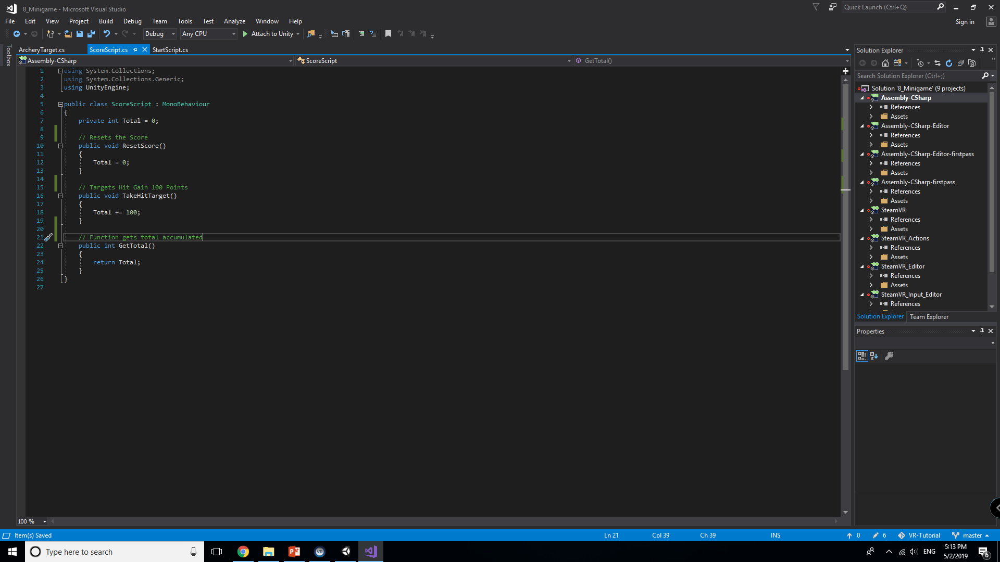 8_Minigame - Microsoft Visual Studio
Quick Launch (Ctrl+Q)
File Edit View Project Build Debug Team Tools Test Analyze Window Help
Sign in
Debug Any CPU Attach to Unity
Toolbox
ArcheryTarget.cs ScoreScript.cs StartScript.cs
Assembly-CSharp ScoreScript GetTotal()
1 using System.Collections;
2 using System.Collections.Generic;
3 using UnityEngine;
4
5 public class ScoreScript : MonoBehaviour
6 {
7 private int Total = 0;
8
9 // Resets the Score
10 public void ResetScore()
11 {
12 Total = 0;
13 }
14
15 // Targets Hit Gain 100 Points
16 public void TakeHitTarget()
17 {
18 Total += 100;
19 }
20
21 // Function gets total accumulated
22 public int GetTotal()
23 {
24 return Total;
25 }
26 }
27
Solution Explorer
Search Solution Explorer (Ctrl+;)
Solution '8_Minigame' (9 projects)
Assembly-CSharp
References
Assets
Assembly-CSharp-Editor
References
Assets
Assembly-CSharp-Editor-firstpass
References
Assets
Assembly-CSharp-firstpass
References
Assets
SteamVR
References
Assets
SteamVR_Actions
References
Assets
SteamVR_Editor
References
Assets
SteamVR_Input_Editor
References
Solution Explorer Team Explorer
Properties
100 %
Item(s) Saved Ln 21 Col 39 Ch 39 INS 0 6 VR-Tutorial master
Type here to search
ENG
5:13 PM
5/2/2019
6